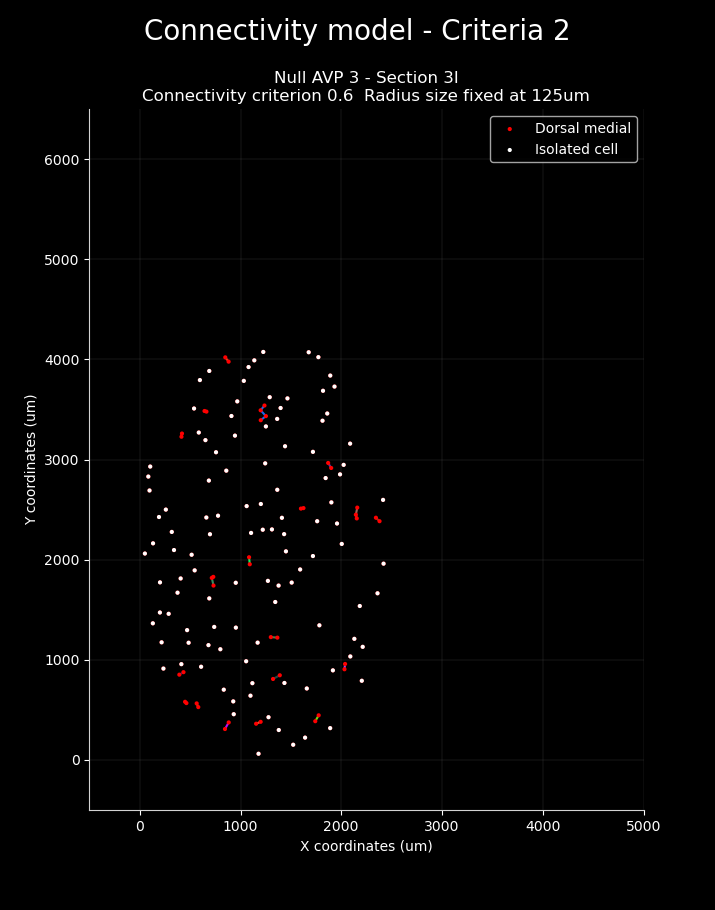 Connectivity model - Criteria 2
Null AVP 3 - Section 3l
Connectivity criterion 0.6  Radius size fixed at 125um
Dorsal medial
Isolated cell
6000
5000
4000
3000
2000
1000
0
Y coordinates (um)
0 1000 2000 3000 4000 5000
X coordinates (um)